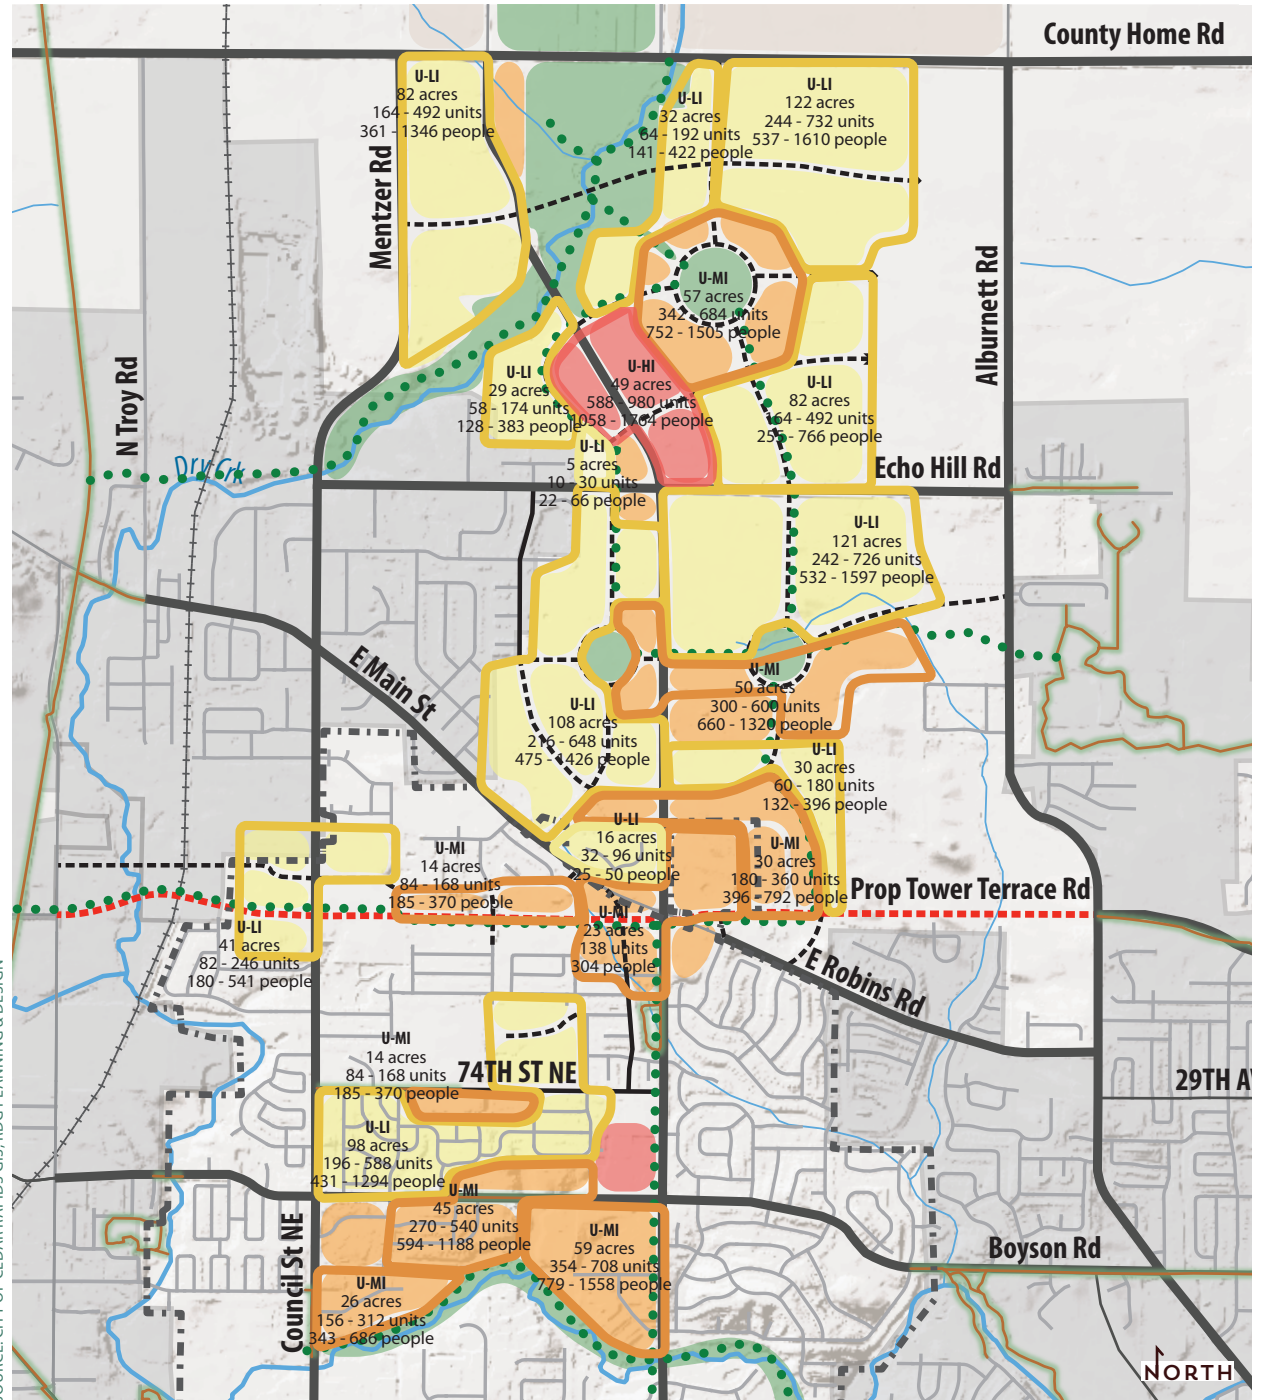 County Home Rd
U-LI
82 acres
164 - 492 units
361 - 1346 people
U-LI
32 acres
64 - 192 units
141 - 422 people
U-LI
122 acres
244 - 732 units
537 - 1610 people
Mentzer Rd
U-MI
57 acres
342 - 684 units
752 - 1505 people
Alburnett Rd
N Troy Rd
U-LI
29 acres
58 - 174 units
128 - 383 people
U-HI
49 acres
588 - 980 units
1058 - 1764 people
U-LI
82 acres
164 - 492 units
255 - 766 people
Dry Crk
U-LI
5 acres
10 - 30 units
22 - 66 people
Echo Hill Rd
U-LI
121 acres
242 - 726 units
532 - 1597 people
E Main St
U-MI
50 acres
300 - 600 units
660 - 1320 people
U-LI
108 acres
216 - 648 units
475 - 1426 people
U-LI
30 acres
60 - 180 units
132 - 396 people
U-LI
16 acres
32 - 96 units
25 - 50 people
U-MI
14 acres
84 - 168 units
185 - 370 people
U-MI
30 acres
180 - 360 units
396 - 792 people
Prop Tower Terrace Rd
U-MI
23 acres
138 units
304 people
U-LI
41 acres
82 - 246 units
180 - 541 people
E Robins Rd
U-MI
14 acres
84 - 168 units
185 - 370 people
74TH ST NE
29TH AV
U-LI
98 acres
196 - 588 units
431 - 1294 people
U-MI
45 acres
270 - 540 units
594 - 1188 people
U-MI
59 acres
354 - 708 units
779 - 1558 people
Boyson Rd
Council St NE
U-MI
26 acres
156 - 312 units
343 - 686 people
NORTH